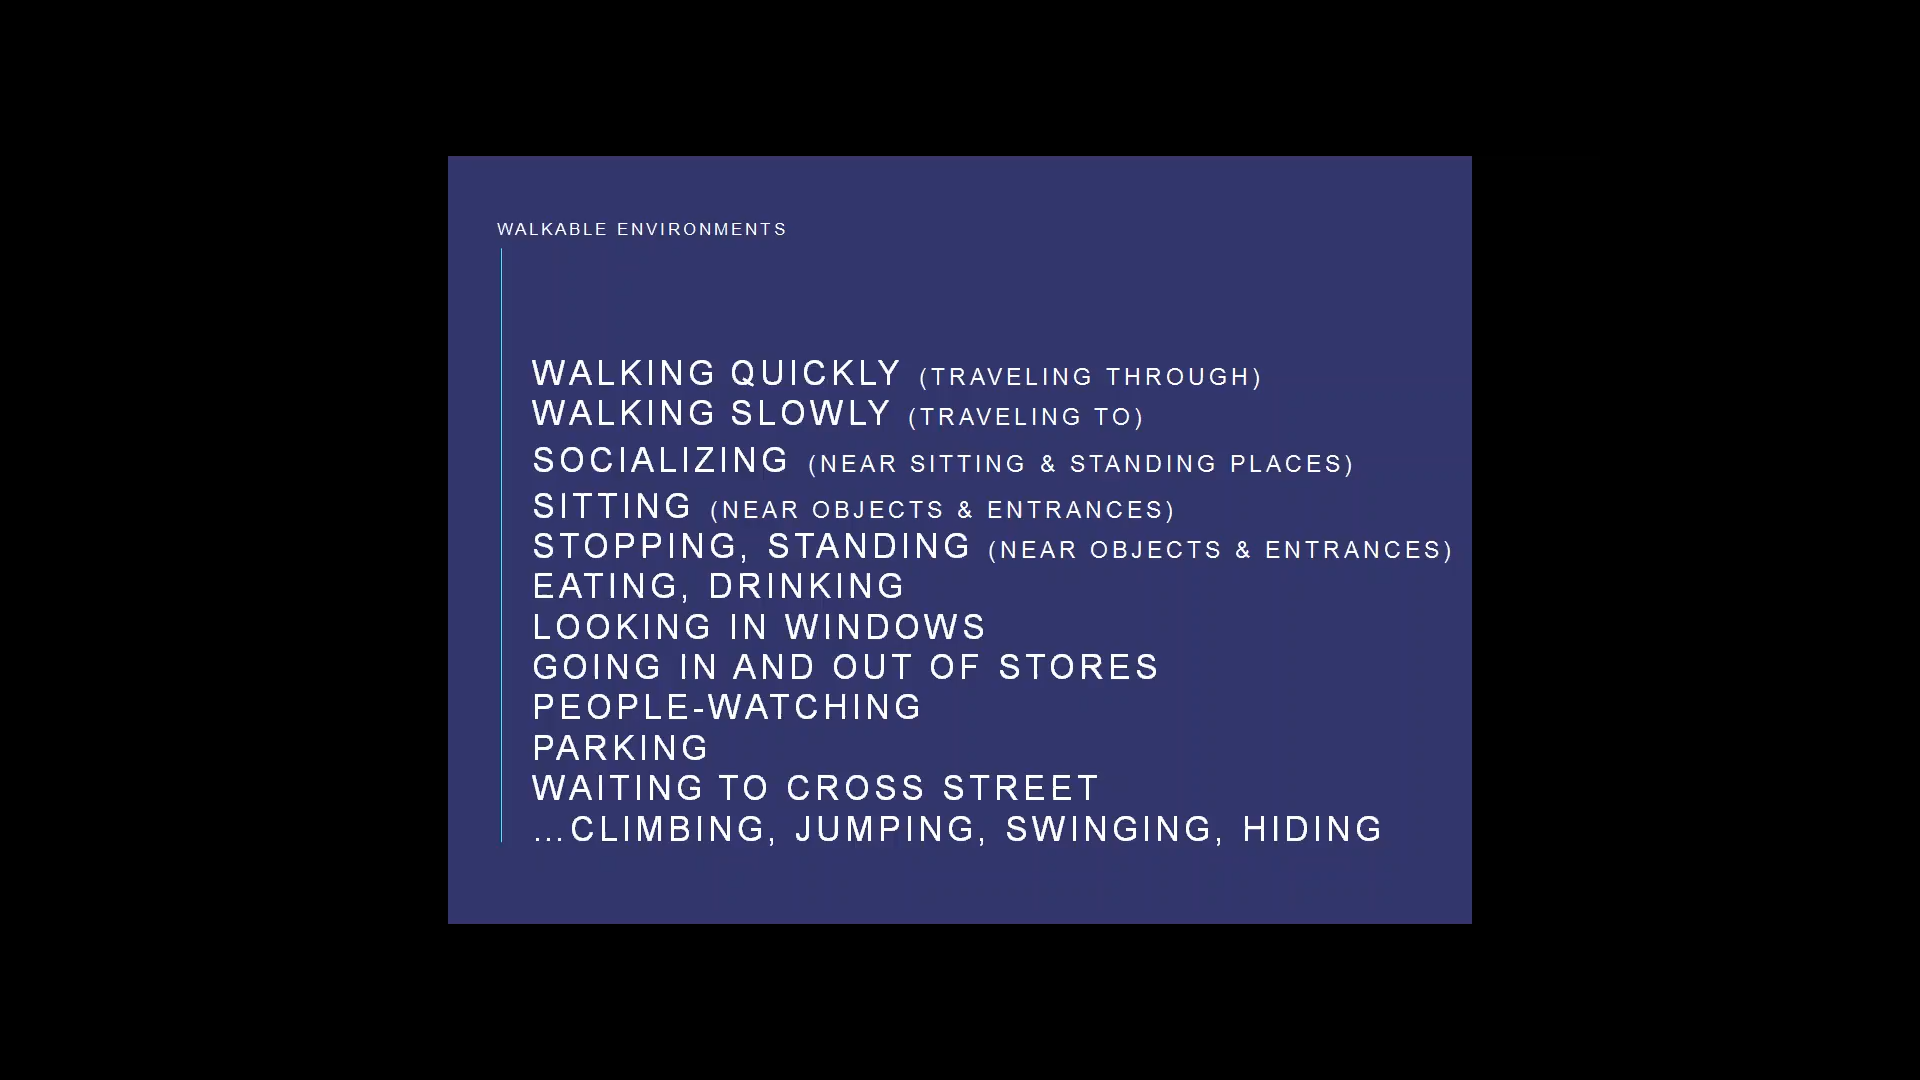 WALKABLE ENVIRONMENTS
WALKING QUICKLY (TRAVELING THROUGH)
WALKING SLOWLY (TRAVELING TO)
SOCIALIZING (NEAR SITTING & STANDING PLACES)
SITTING (NEAR OBJECTS & ENTRANCES)
STOPPING, STANDING (NEAR OBJECTS & ENTRANCES)
EATING, DRINKING
LOOKING IN WINDOWS
GOING IN AND OUT OF STORES
PEOPLE-WATCHING
PARKING
WAITING TO CROSS STREET
...CLIMBING, JUMPING, SWINGING, HIDING